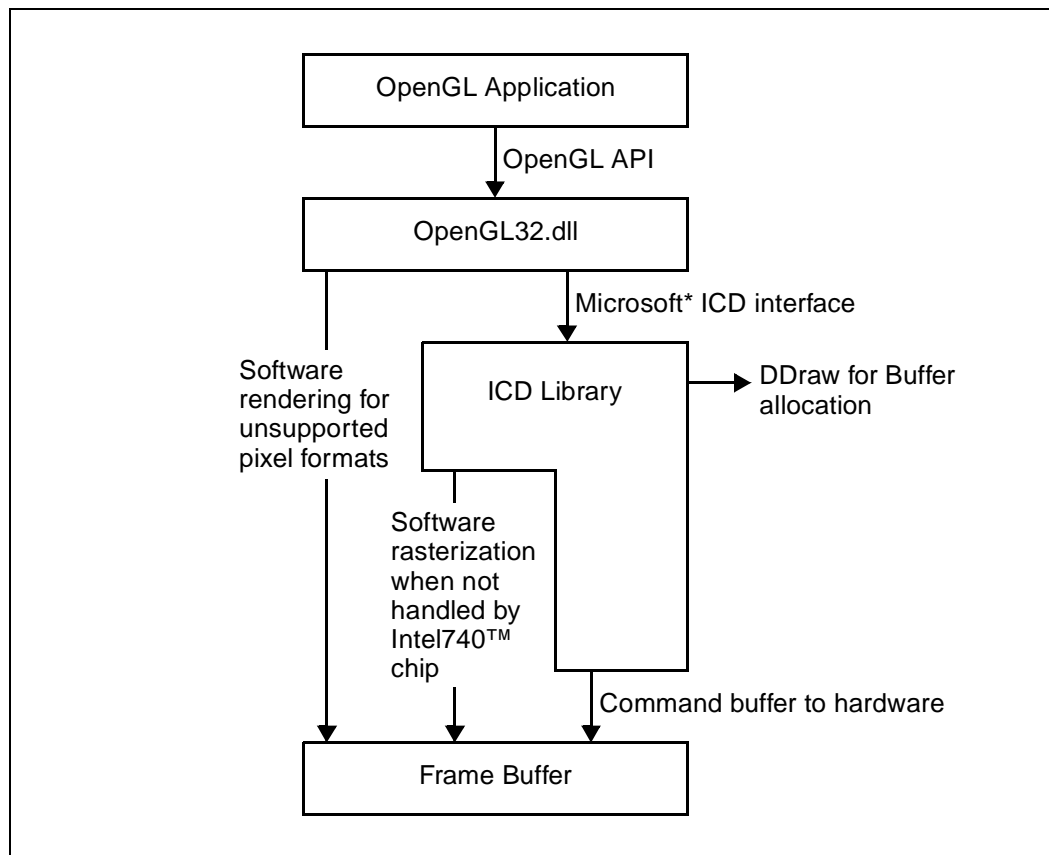 OpenGL Application
OpenGL API
OpenGL32.dll
Microsoft* ICD interface
Software
rendering for
unsupported
pixel formats
ICD Library
DDraw for Buffer
allocation
Software
rasterization
when not
handled by
Intel740™
chip
Command buffer to hardware
Frame Buffer